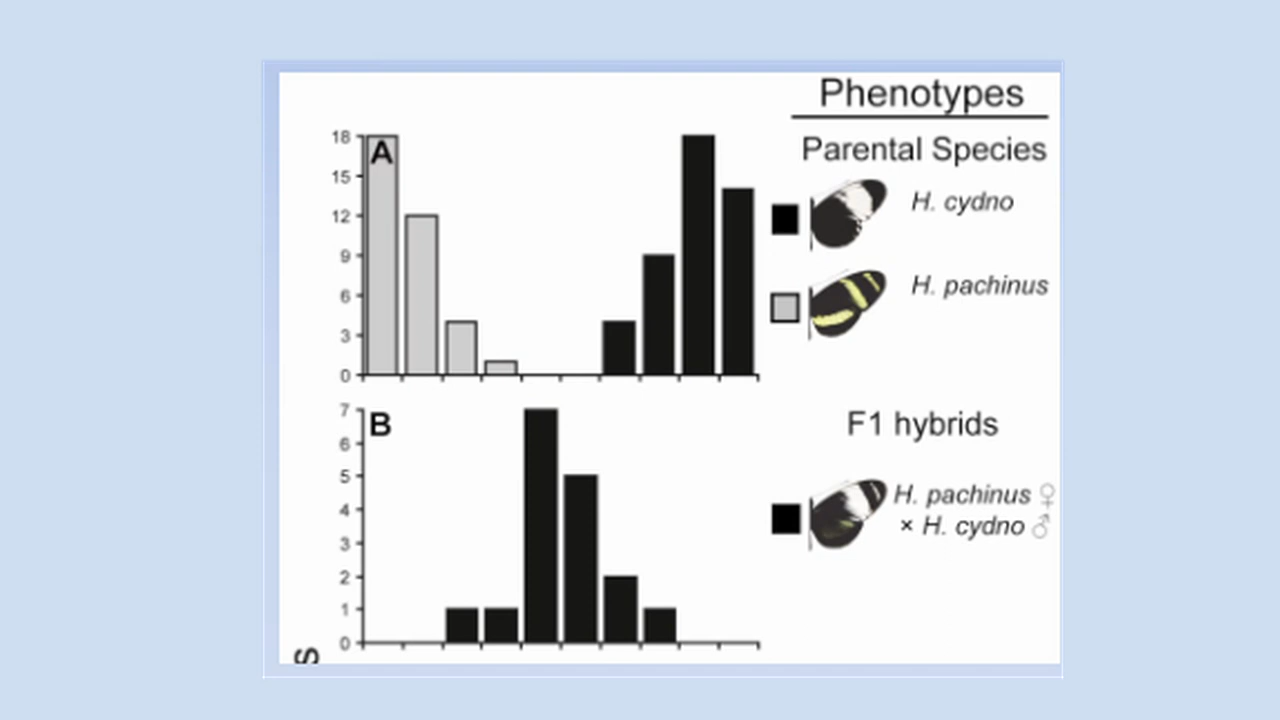 Phenotypes
Parental Species
H. cydno
H. pachinus
A
18
15
12
9
6
3
0
F1 hybrids
H. pachinus ♀
× H. cydno ♂
B
7
6
5
4
3
2
1
0